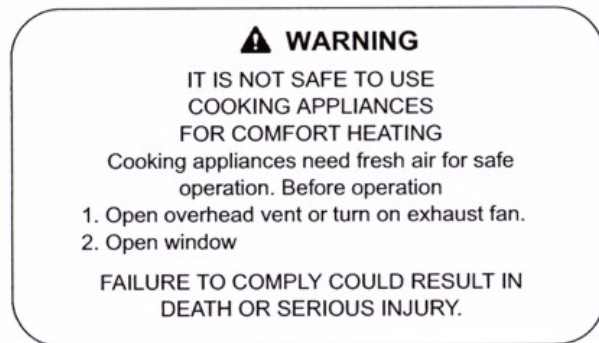 WARNING
IT IS NOT SAFE TO USE
COOKING APPLIANCES
FOR COMFORT HEATING
Cooking appliances need fresh air for safe
operation. Before operation
1. Open overhead vent or turn on exhaust fan.
2. Open window
FAILURE TO COMPLY COULD RESULT IN
DEATH OR SERIOUS INJURY.